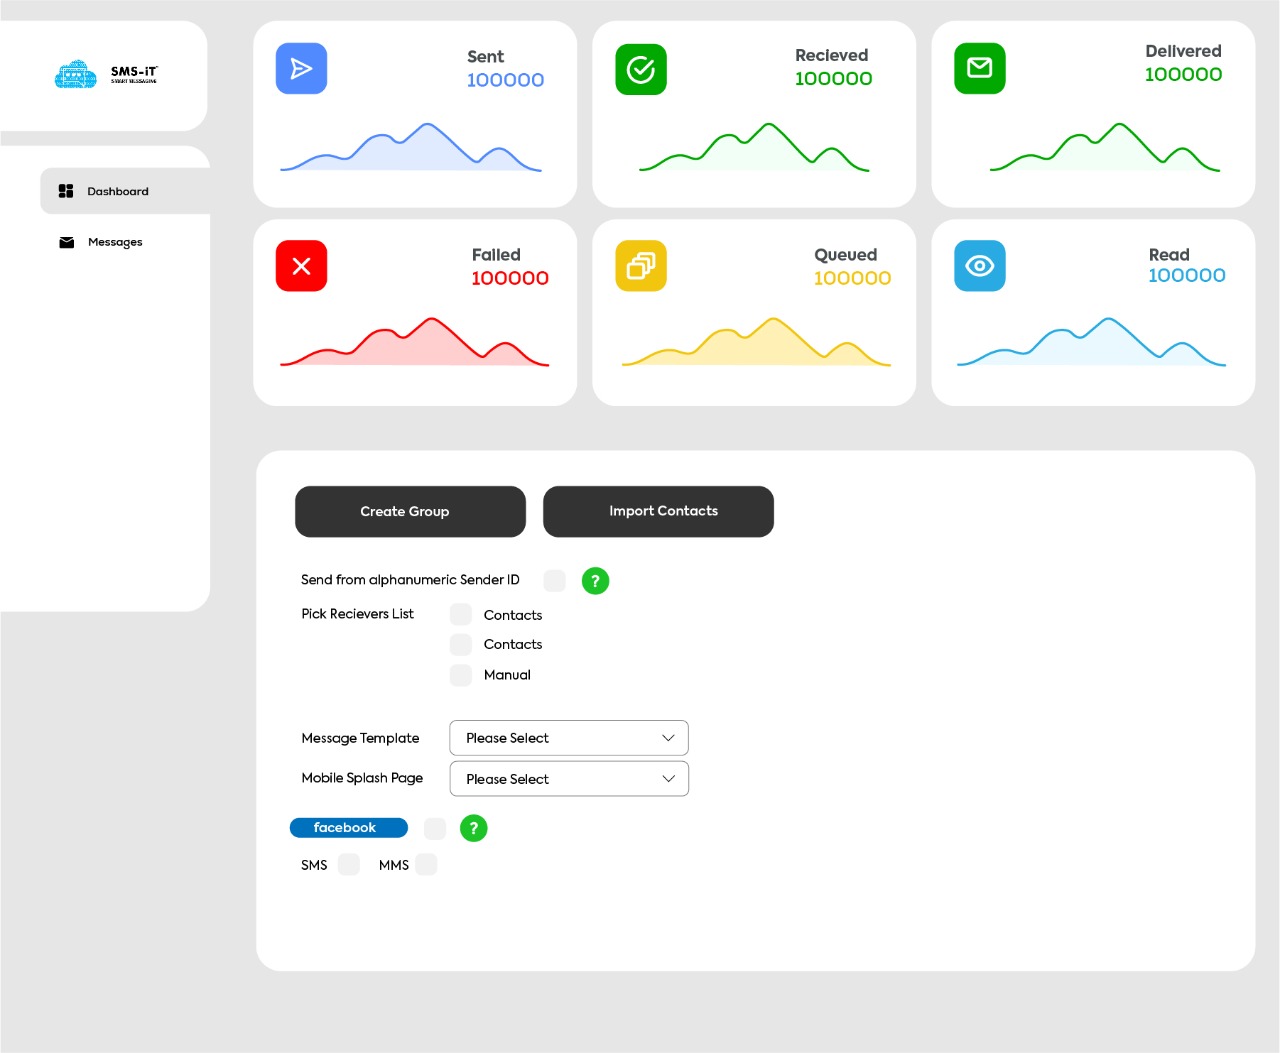 SMS-iT
SMART MESSAGING
Dashboard
Messages
Sent
100000
Recieved
100000
Delivered
100000
Failed
100000
Queued
100000
Read
100000
Create Group
Import Contacts
Send from alphanumeric Sender ID
?
Pick Recievers List
Contacts
Contacts
Manual
Message Template
Please Select
Mobile Splash Page
Please Select
facebook
?
SMS
MMS